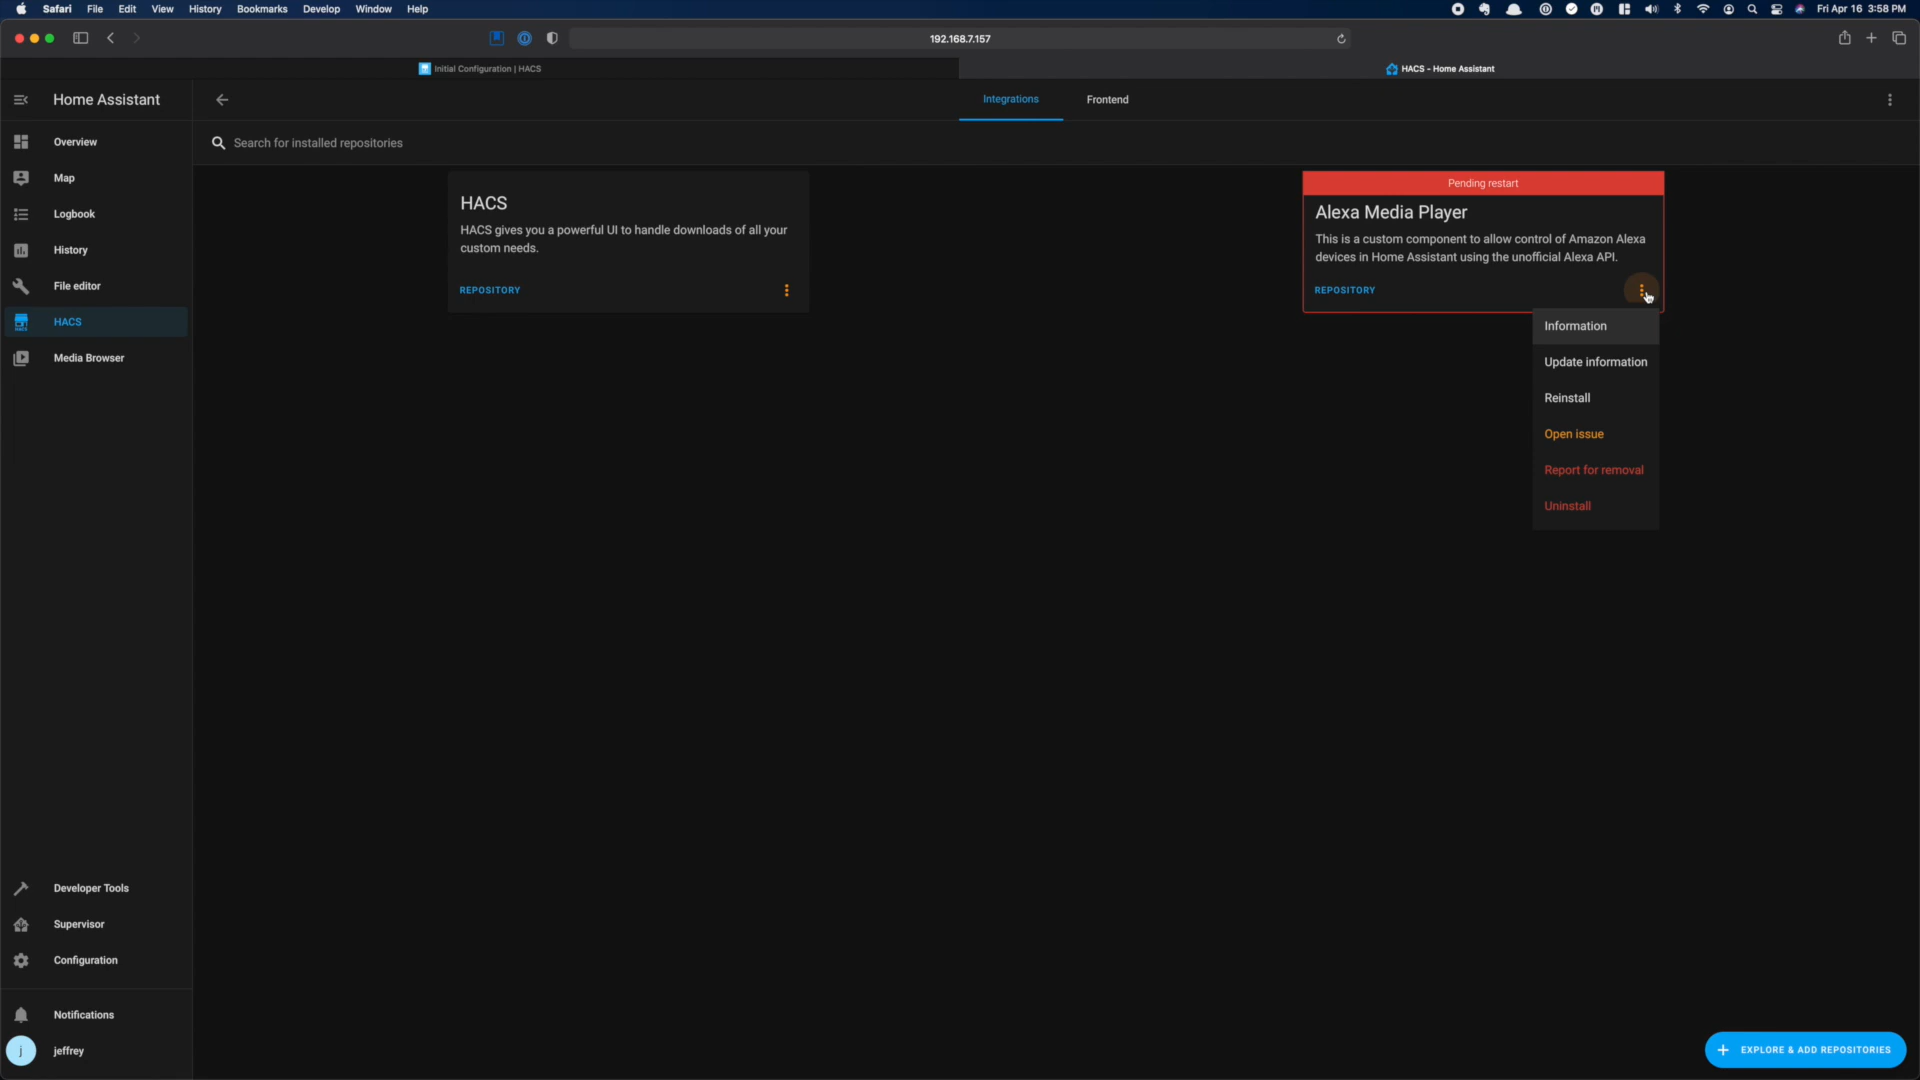 Safari File Edit View History Bookmarks Develop Window Help
Fri Apr 16 3:58 PM
192.168.7.157
Initial Configuration | HACS
HACS - Home Assistant
Home Assistant
Integrations
Frontend
Search for installed repositories
Overview
Map
Logbook
History
File editor
HACS
Media Browser
HACS
HACS gives you a powerful UI to handle downloads of all your
custom needs.
REPOSITORY
Pending restart
Alexa Media Player
This is a custom component to allow control of Amazon Alexa
devices in Home Assistant using the unofficial Alexa API.
REPOSITORY
Information
Update information
Reinstall
Open issue
Report for removal
Uninstall
Developer Tools
Supervisor
Configuration
Notifications
j
jeffrey
EXPLORE & ADD REPOSITORIES